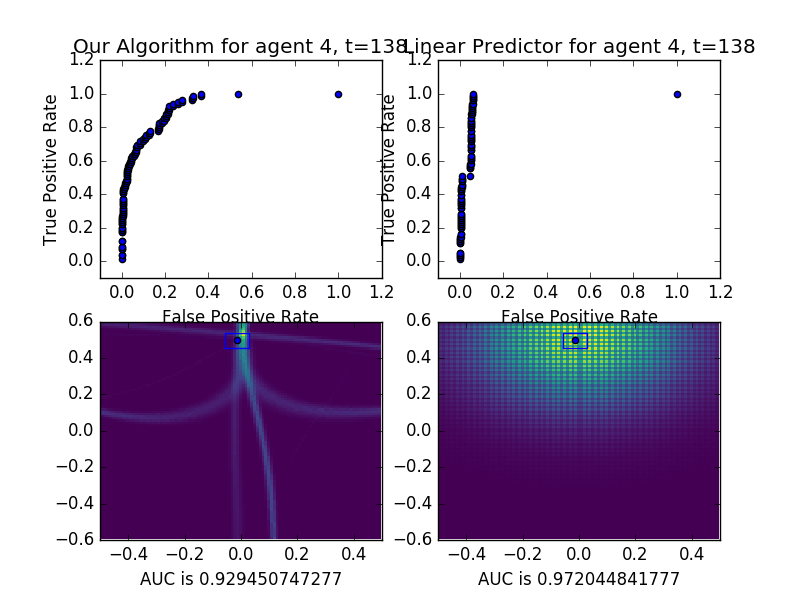 Our Algorithm for agent 4, t=138
Linear Predictor for agent 4, t=138
True Positive Rate
1.2
1.0
0.8
0.6
0.4
0.2
0.0
0.0 0.2 0.4 0.6 0.8 1.0 1.2
False Positive Rate
True Positive Rate
1.2
1.0
0.8
0.6
0.4
0.2
0.0
0.0 0.2 0.4 0.6 0.8 1.0 1.2
False Positive Rate
0.6
0.4
0.2
0.0
−0.2
−0.4
−0.6
−0.4 −0.2 0.0 0.2 0.4
AUC is 0.929450747277
0.6
0.4
0.2
0.0
−0.2
−0.4
−0.6
−0.4 −0.2 0.0 0.2 0.4
AUC is 0.972044841777